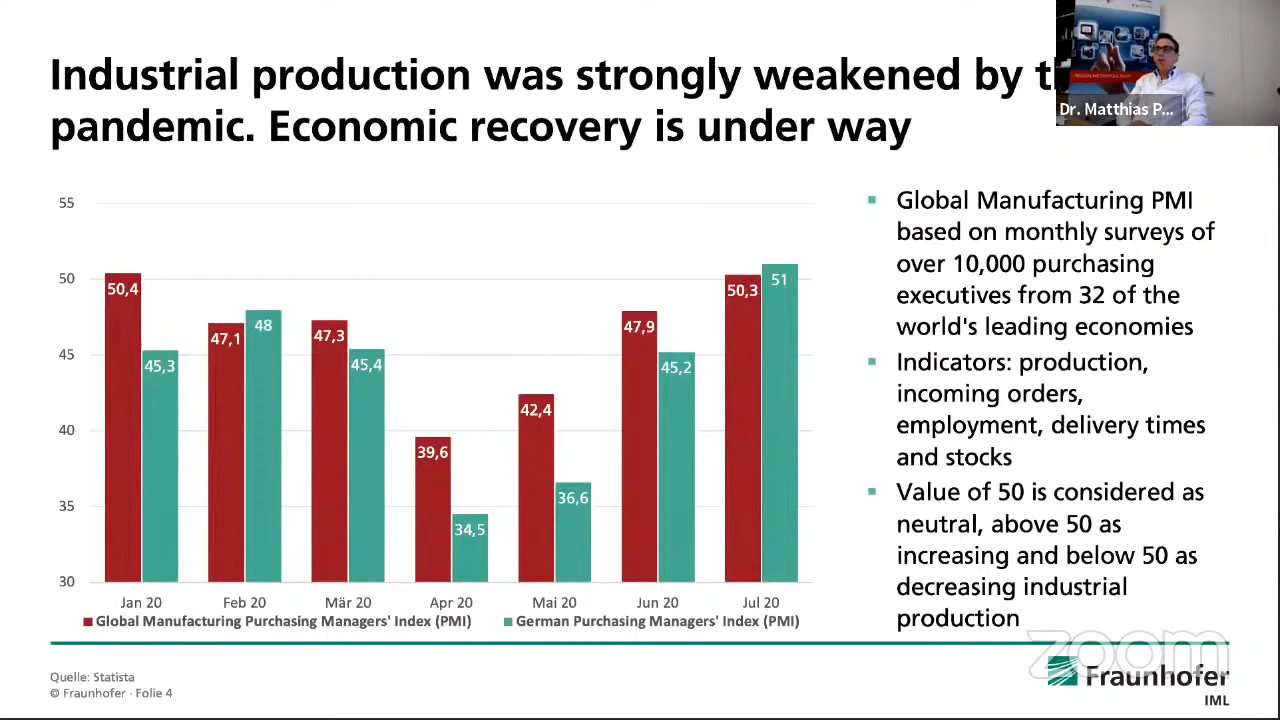 Industrial production was strongly weakened by
pandemic. Economic recovery is under way
Dr. Matthias P...
55
50
45
40
35
30
50,4
45,3
47,1
48
47,3
45,4
39,6
34,5
42,4
36,6
47,9
45,2
50,3
51
Jan 20
Feb 20
Mär 20
Apr 20
Mai 20
Jun 20
Jul 20
Global Manufacturing Purchasing Managers' Index (PMI)
German Purchasing Managers' Index (PMI)
Global Manufacturing PMI
based on monthly surveys of
over 10,000 purchasing
executives from 32 of the
world's leading economies
Indicators: production,
incoming orders,
employment, delivery times
and stocks
Value of 50 is considered as
neutral, above 50 as
increasing and below 50 as
decreasing industrial
production
Quelle: Statista
© Fraunhofer · Folie 4
zoom
Fraunhofer
IML